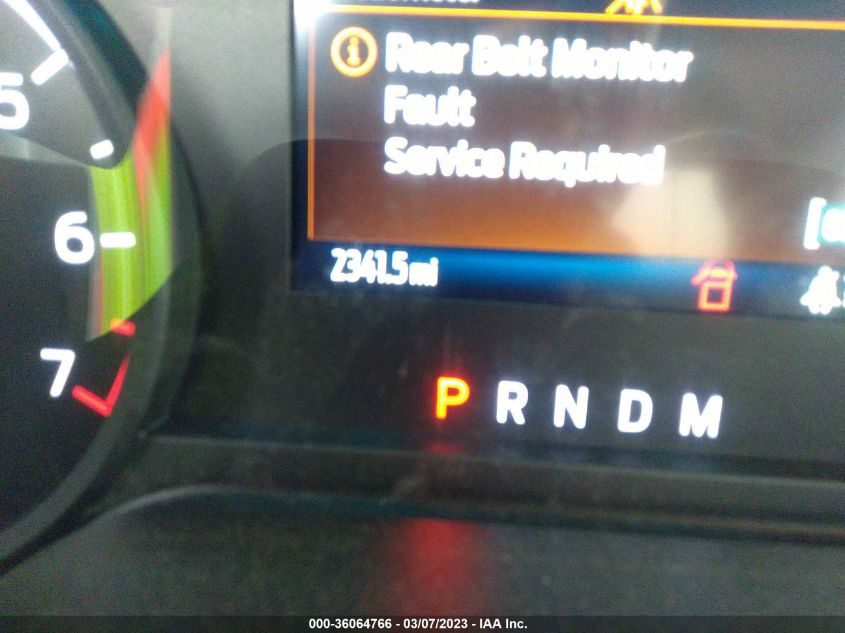 Rear Belt Monitor
Fault
Service Required
5
6
7
2341.5 mi
P R N D M
000-36064766 - 03/07/2023 - IAA Inc.